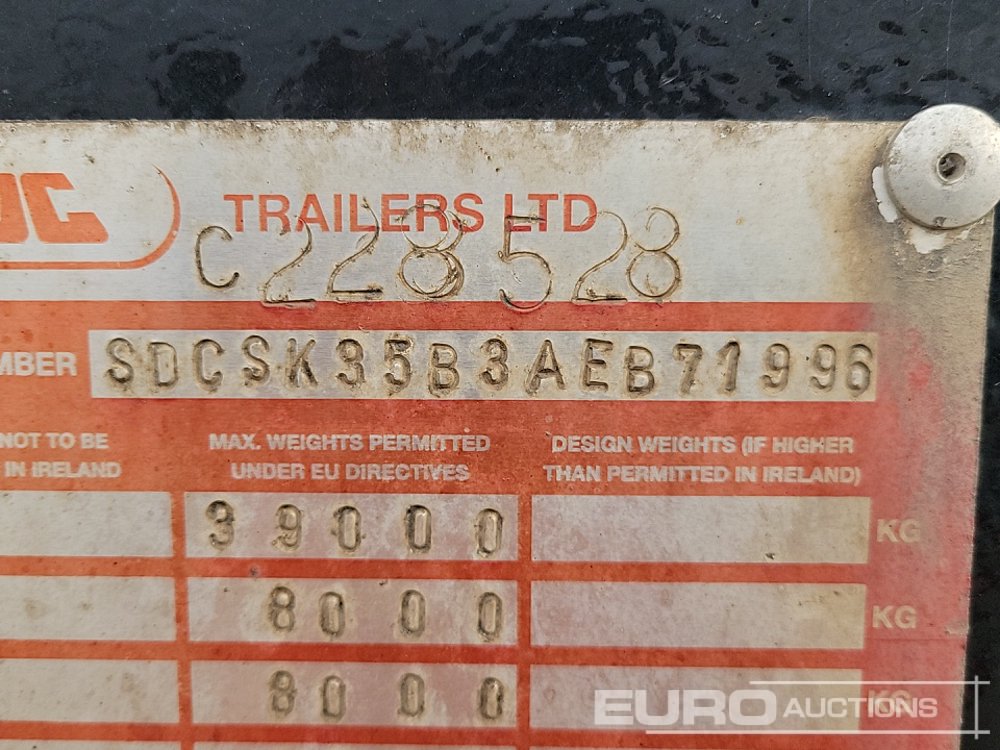 TRAILERS LTD
C228528
MBER SDCSK35B3AEB71996
NOT TO BE MAX. WEIGHTS PERMITTED DESIGN WEIGHTS (IF HIGHER
IN IRELAND UNDER EU DIRECTIVES THAN PERMITTED IN IRELAND)
39000 KG
8000 KG
8000 KG
EURO AUCTIONS